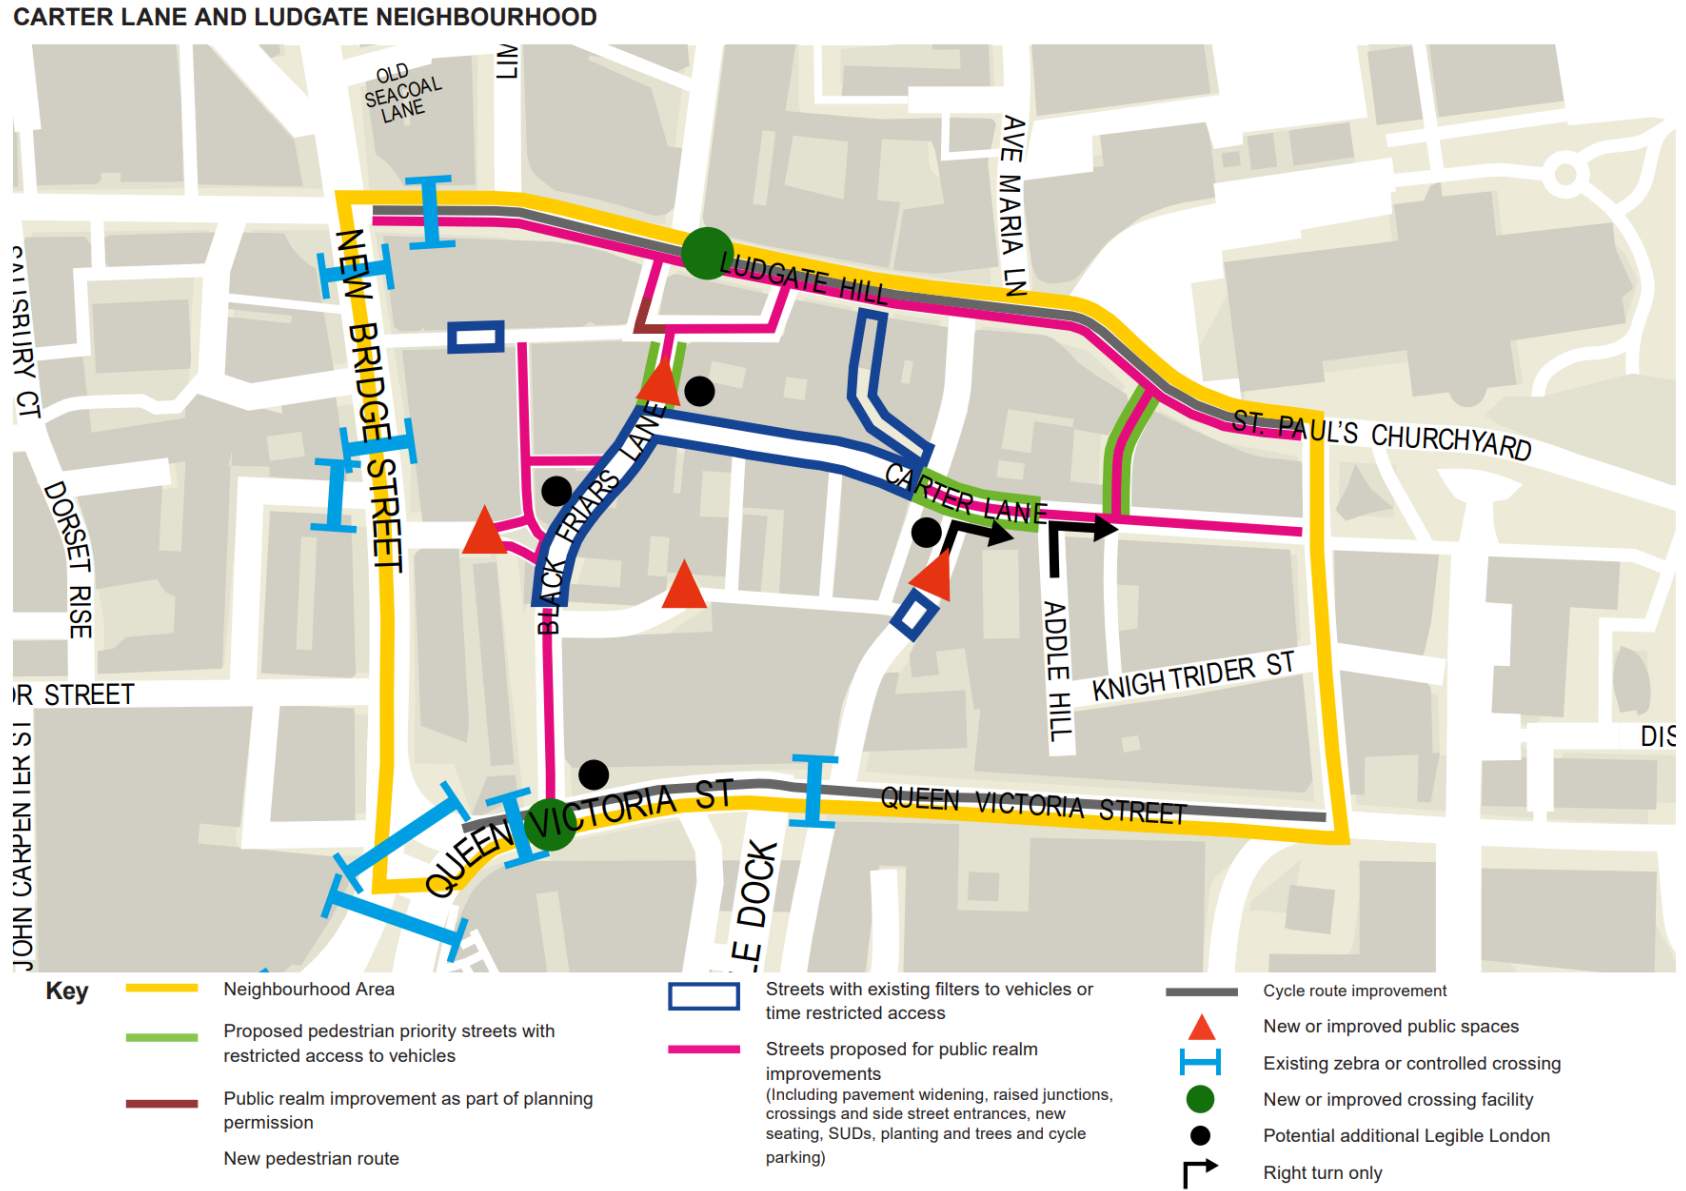 CARTER LANE AND LUDGATE NEIGHBOURHOOD
OLD
SEACOAL
LANE
LIM
AVE MARIA LN
NEW BRIDGE STREET
LUDGATE HILL
ST. PAUL'S CHURCHYARD
CT
DORSET RISE
BLACK FRIARS LANE
CARTER LANE
ADDLE HILL
KNIGHTRIDER ST
OR STREET
JOHN CARPENTER ST
QUEEN VICTORIA ST
QUEEN VICTORIA STREET
LE DOCK
DIS
Key
Neighbourhood Area
Proposed pedestrian priority streets with
restricted access to vehicles
Public realm improvement as part of planning
permission
New pedestrian route
Streets with existing filters to vehicles or
time restricted access
Streets proposed for public realm
improvements
(Including pavement widening, raised junctions,
crossings and side street entrances, new
seating, SUDs, planting and trees and cycle
parking)
Cycle route improvement
New or improved public spaces
Existing zebra or controlled crossing
New or improved crossing facility
Potential additional Legible London
Right turn only